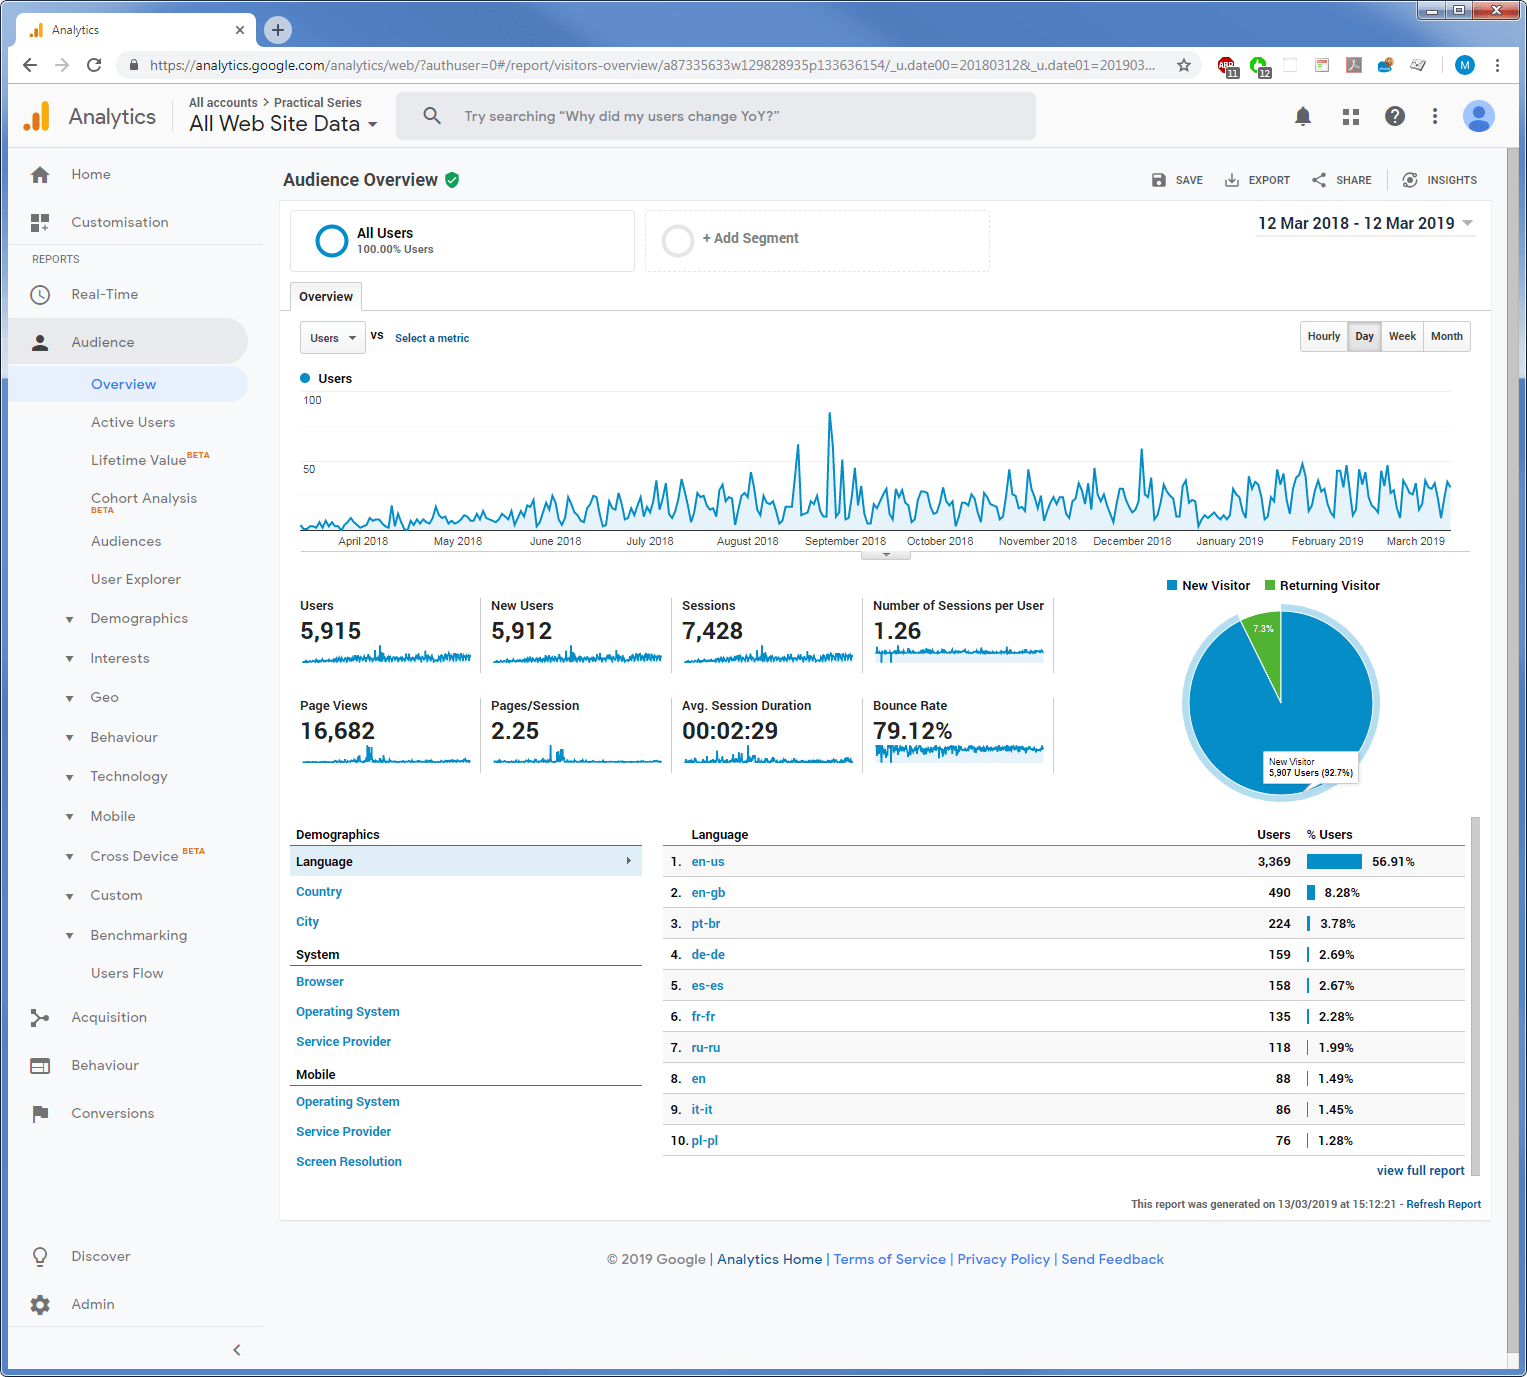 Analytics
https://analytics.google.com/analytics/web/?authuser=0#/report/visitors-overview/a87335633w129828935p133636154/_u.date00=20180312&_u.date01=201903...
ABP
11
12
M
Analytics
All accounts > Practical Series
All Web Site Data
Try searching “Why did my users change YoY?”
Home
Customisation
REPORTS
Real-Time
Audience
Overview
Active Users
Lifetime Value BETA
Cohort Analysis
BETA
Audiences
User Explorer
Demographics
Interests
Geo
Behaviour
Technology
Mobile
Cross Device BETA
Custom
Benchmarking
Users Flow
Acquisition
Behaviour
Conversions
Discover
Admin
Audience Overview
SAVE
EXPORT
SHARE
INSIGHTS
All Users
100.00% Users
+ Add Segment
12 Mar 2018 - 12 Mar 2019
Overview
Users
VS
Select a metric
Hourly
Day
Week
Month
Users
100
50
April 2018
May 2018
June 2018
July 2018
August 2018
September 2018
October 2018
November 2018
December 2018
January 2019
February 2019
March 2019
Users
5,915
New Users
5,912
Sessions
7,428
Number of Sessions per User
1.26
Page Views
16,682
Pages/Session
2.25
Avg. Session Duration
00:02:29
Bounce Rate
79.12%
New Visitor
Returning Visitor
7.3%
New Visitor
5,907 Users (92.7%)
Demographics
Language
Country
City
System
Browser
Operating System
Service Provider
Mobile
Operating System
Service Provider
Screen Resolution
Language Users % Users
1. en-us 3,369 56.91%
2. en-gb 490 8.28%
3. pt-br 224 3.78%
4. de-de 159 2.69%
5. es-es 158 2.67%
6. fr-fr 135 2.28%
7. ru-ru 118 1.99%
8. en 88 1.49%
9. it-it 86 1.45%
10. pl-pl 76 1.28%
view full report
This report was generated on 13/03/2019 at 15:12:21 - Refresh Report
© 2019 Google | Analytics Home | Terms of Service | Privacy Policy | Send Feedback